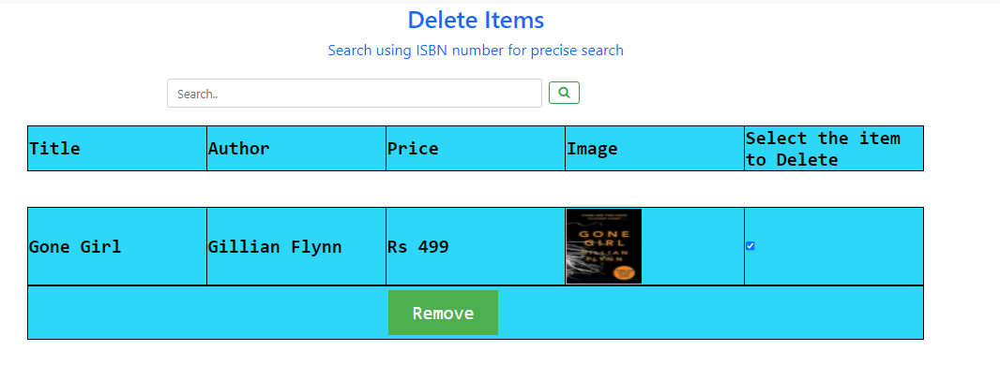 Delete Items
Search using ISBN number for precise search
Search..
Title Author Price Image Select the item
to Delete
Gone Girl Gillian Flynn Rs 499
GONE
GIRL
GILLIAN
FLYNN
Remove